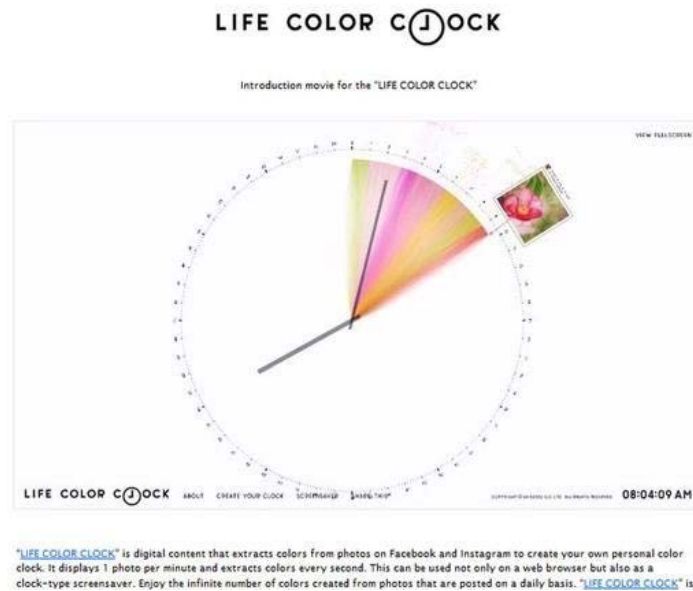 LIFE COLOR CLOCK
Introduction movie for the "LIFE COLOR CLOCK"
VIEW FULLSCREEN
LIFE COLOR CLOCK ABOUT CREATE YOUR CLOCK SCREENSAVER SHARE THIS 08:04:09 AM
"LIFE COLOR CLOCK" is digital content that extracts colors from photos on Facebook and Instagram to create your own personal color
clock. It displays 1 photo per minute and extracts colors every second. This can be used not only on a web browser but also as a
clock-type screensaver. Enjoy the infinite number of colors created from photos that are posted on a daily basis. "LIFE COLOR CLOCK" is